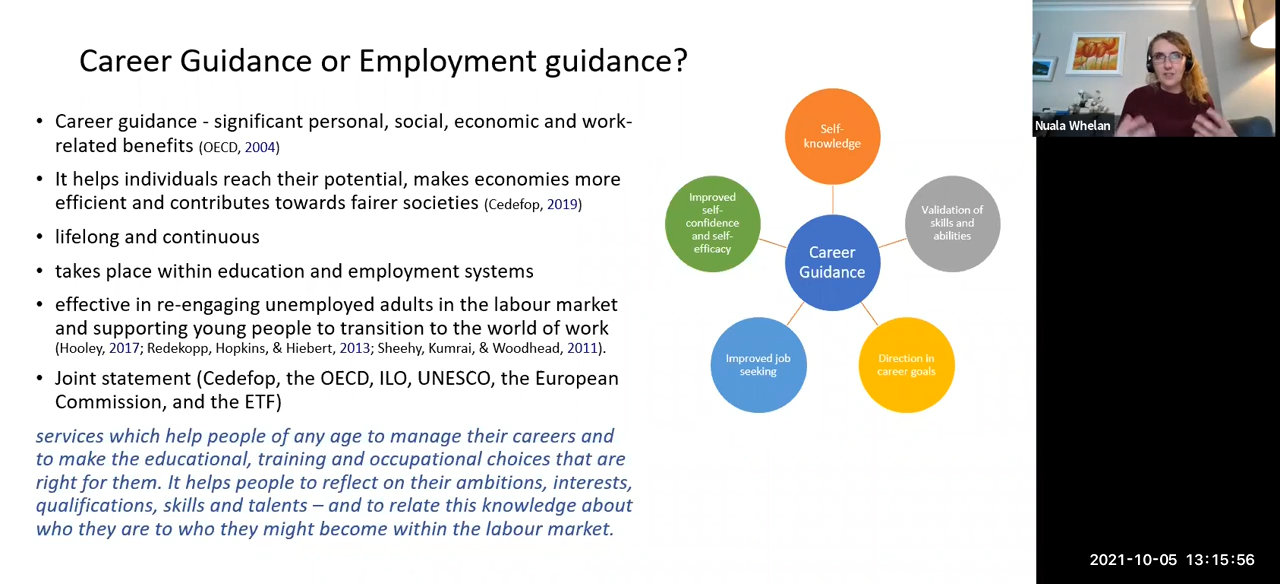 Career Guidance or Employment guidance?
• Career guidance - significant personal, social, economic and work-
related benefits (OECD, 2004)
• It helps individuals reach their potential, makes economies more
efficient and contributes towards fairer societies (Cedefop, 2019)
• lifelong and continuous
• takes place within education and employment systems
• effective in re-engaging unemployed adults in the labour market
and supporting young people to transition to the world of work
(Hooley, 2017; Redekopp, Hopkins, & Hiebert, 2013; Sheehy, Kumrai, & Woodhead, 2011).
• Joint statement (Cedefop, the OECD, ILO, UNESCO, the European
Commission, and the ETF)
services which help people of any age to manage their careers and
to make the educational, training and occupational choices that are
right for them. It helps people to reflect on their ambitions, interests,
qualifications, skills and talents – and to relate this knowledge about
who they are to who they might become within the labour market.
Self-
knowledge
Improved
self-
confidence
and self-
efficacy
Validation of
skills and
abilities
Career
Guidance
Improved job
seeking
Direction in
career goals
Nuala Whelan
2021-10-05 13:15:56